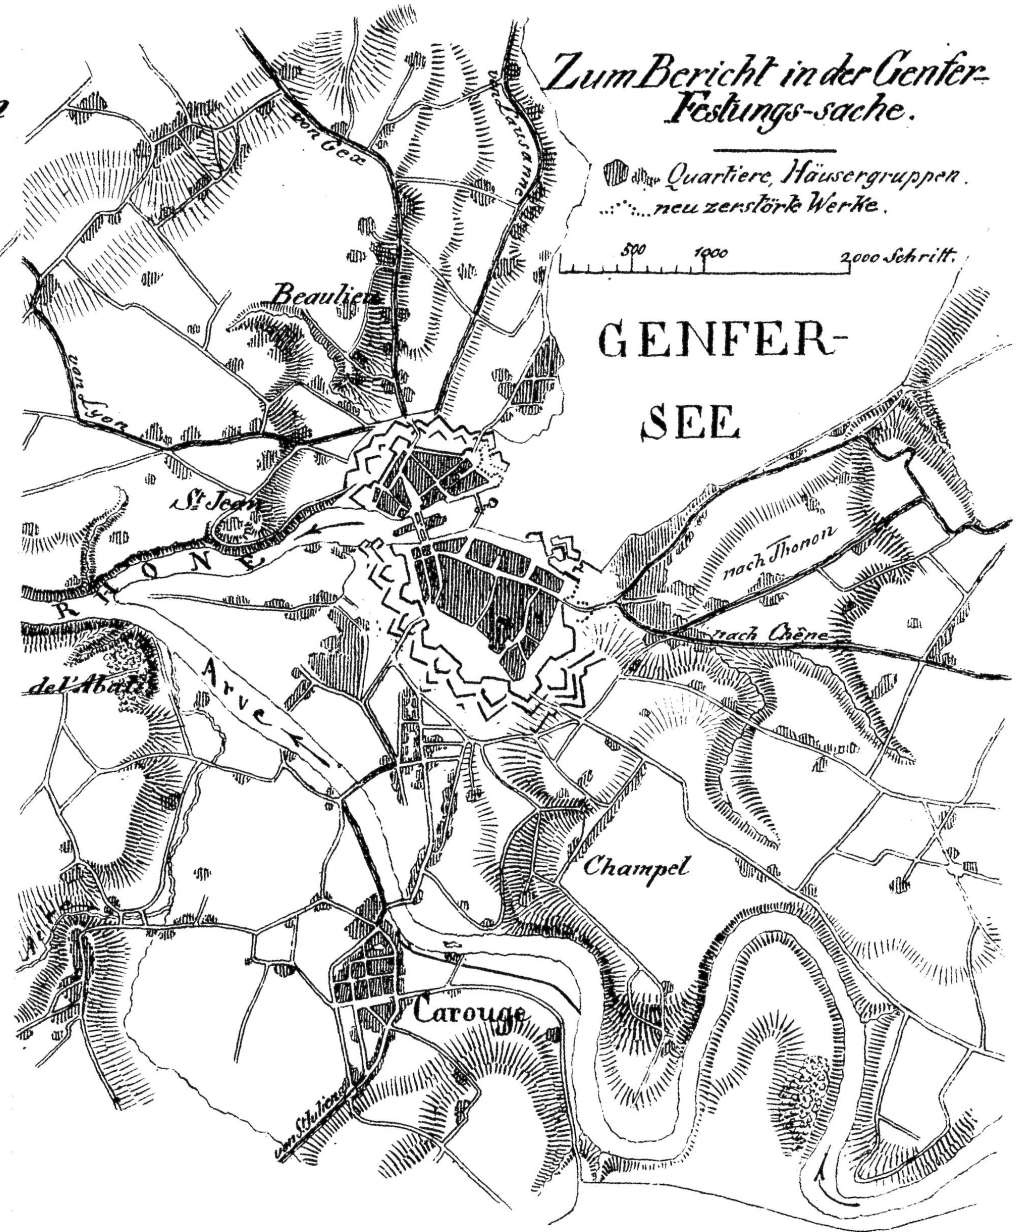 Zum Bericht in der Genfer-
Festungs-sache.
Quartiere, Häusergruppen.
neu zerstörte Werke.
500 1000 2000 Schritt.
von Gex
von Lausanne
Beaulieu
GENFER-
SEE
von Lyon
St. Jean
RHONE
nach Thonon
nach Chêne
Arve
Champel
Carouge
von St Julien